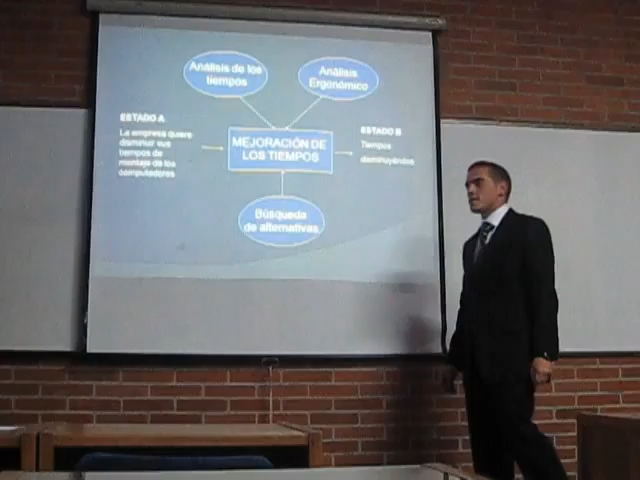 Análisis de los
tiempos
Análisis
Ergonómico
ESTADO A
La empresa quiere
disminuir sus
tiempos de
montaje de los
computadores
MEJORACIÓN DE
LOS TIEMPOS
ESTADO B
Tiempos
disminuyendos
Búsqueda
de alternativas